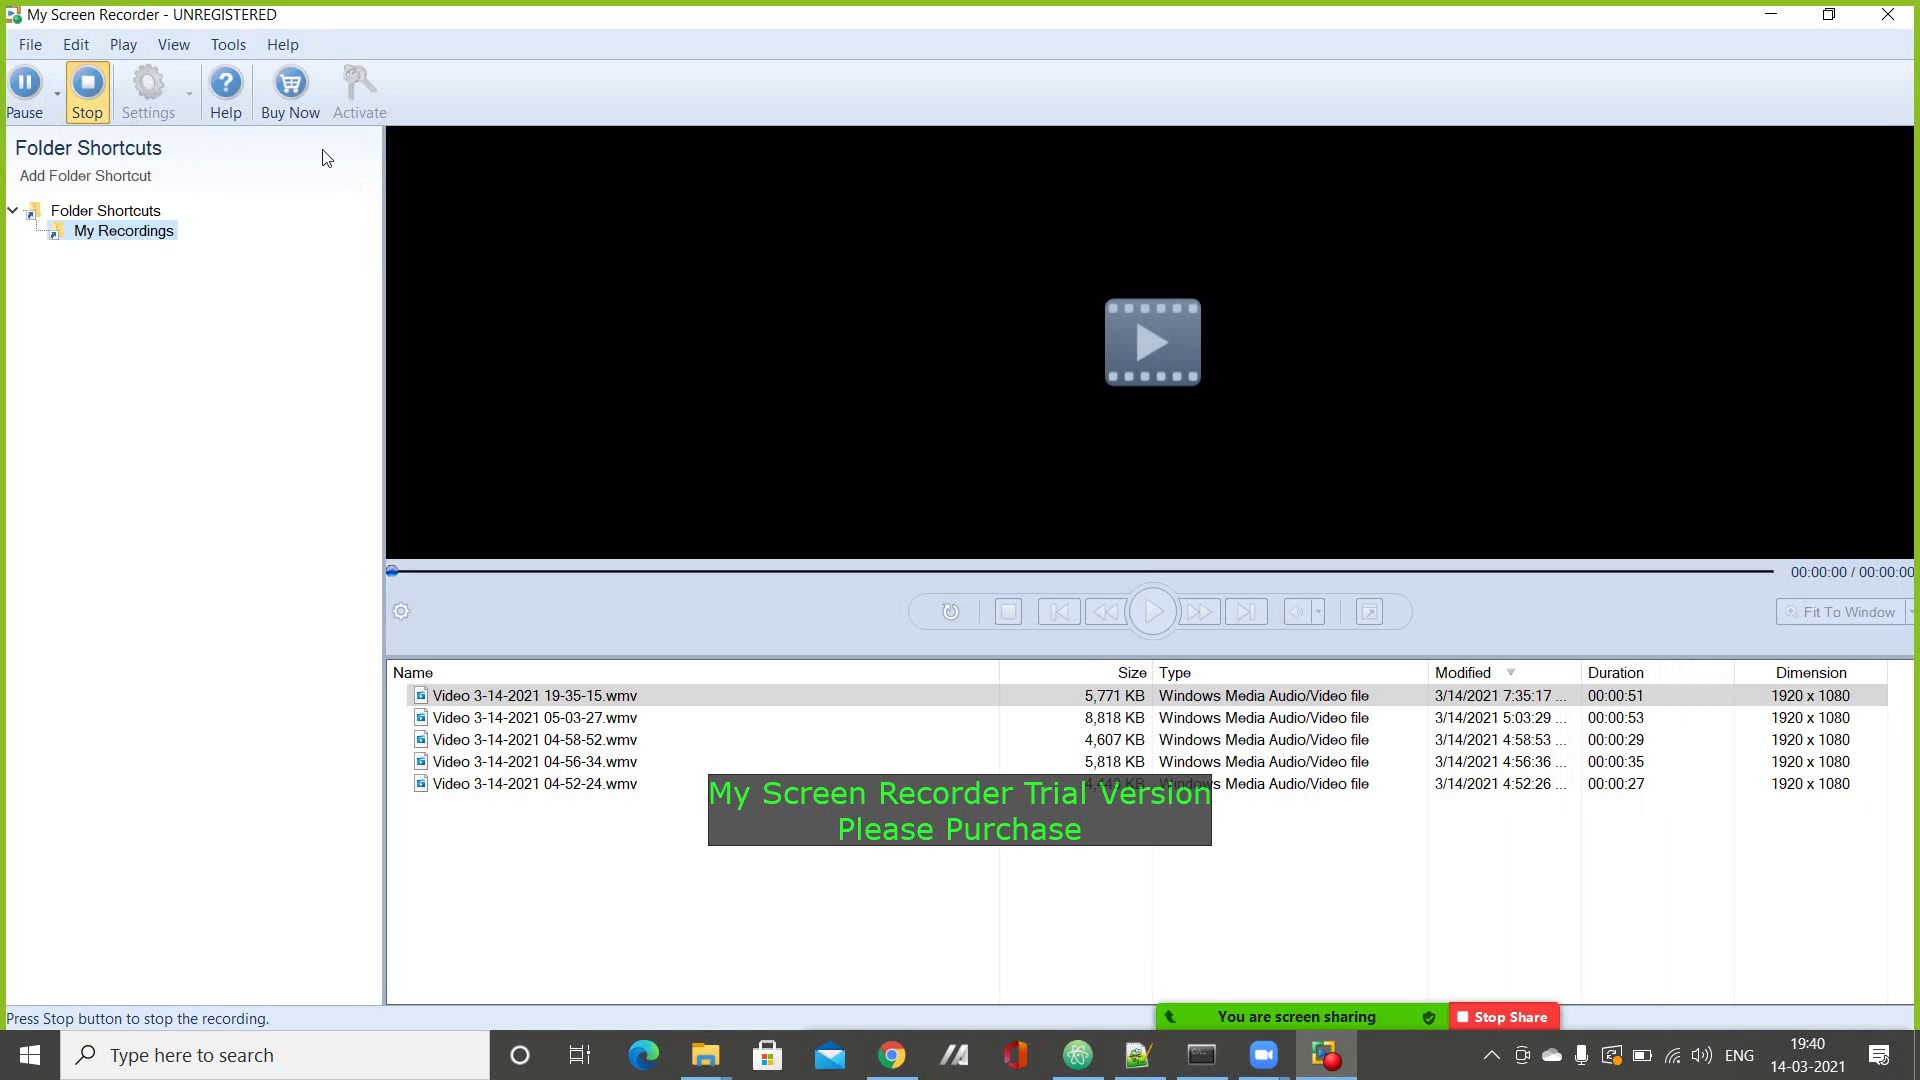 My Screen Recorder - UNREGISTERED
File Edit Play View Tools Help
Pause Stop Settings Help Buy Now Activate
Folder Shortcuts
Add Folder Shortcut
Folder Shortcuts
My Recordings
00:00:00 / 00:00:00
Fit To Window
Name Size Type Modified Duration Dimension
Video 3-14-2021 19-35-15.wmv 5,771 KB Windows Media Audio/Video file 3/14/2021 7:35:17 ... 00:00:51 1920 x 1080
Video 3-14-2021 05-03-27.wmv 8,818 KB Windows Media Audio/Video file 3/14/2021 5:03:29 ... 00:00:53 1920 x 1080
Video 3-14-2021 04-58-52.wmv 4,607 KB Windows Media Audio/Video file 3/14/2021 4:58:53 ... 00:00:29 1920 x 1080
Video 3-14-2021 04-56-34.wmv 5,818 KB Windows Media Audio/Video file 3/14/2021 4:56:36 ... 00:00:35 1920 x 1080
Video 3-14-2021 04-52-24.wmv Windows Media Audio/Video file 3/14/2021 4:52:26 ... 00:00:27 1920 x 1080
My Screen Recorder Trial Version
Please Purchase
Press Stop button to stop the recording.
You are screen sharing Stop Share
Type here to search
ENG
19:40
14-03-2021